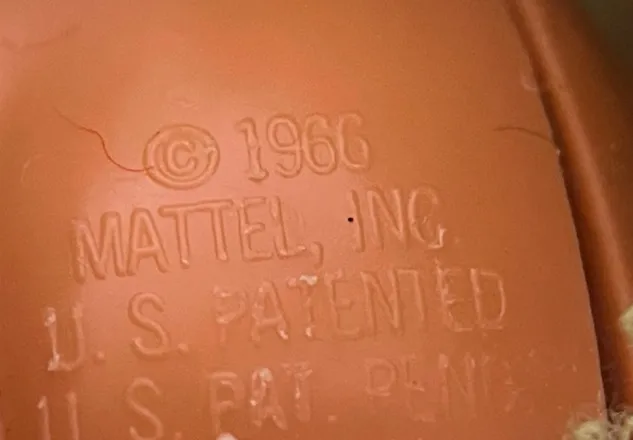 © 1966
MATTEL, INC.
U. S. PATENTED
U. S. PAT. PEND